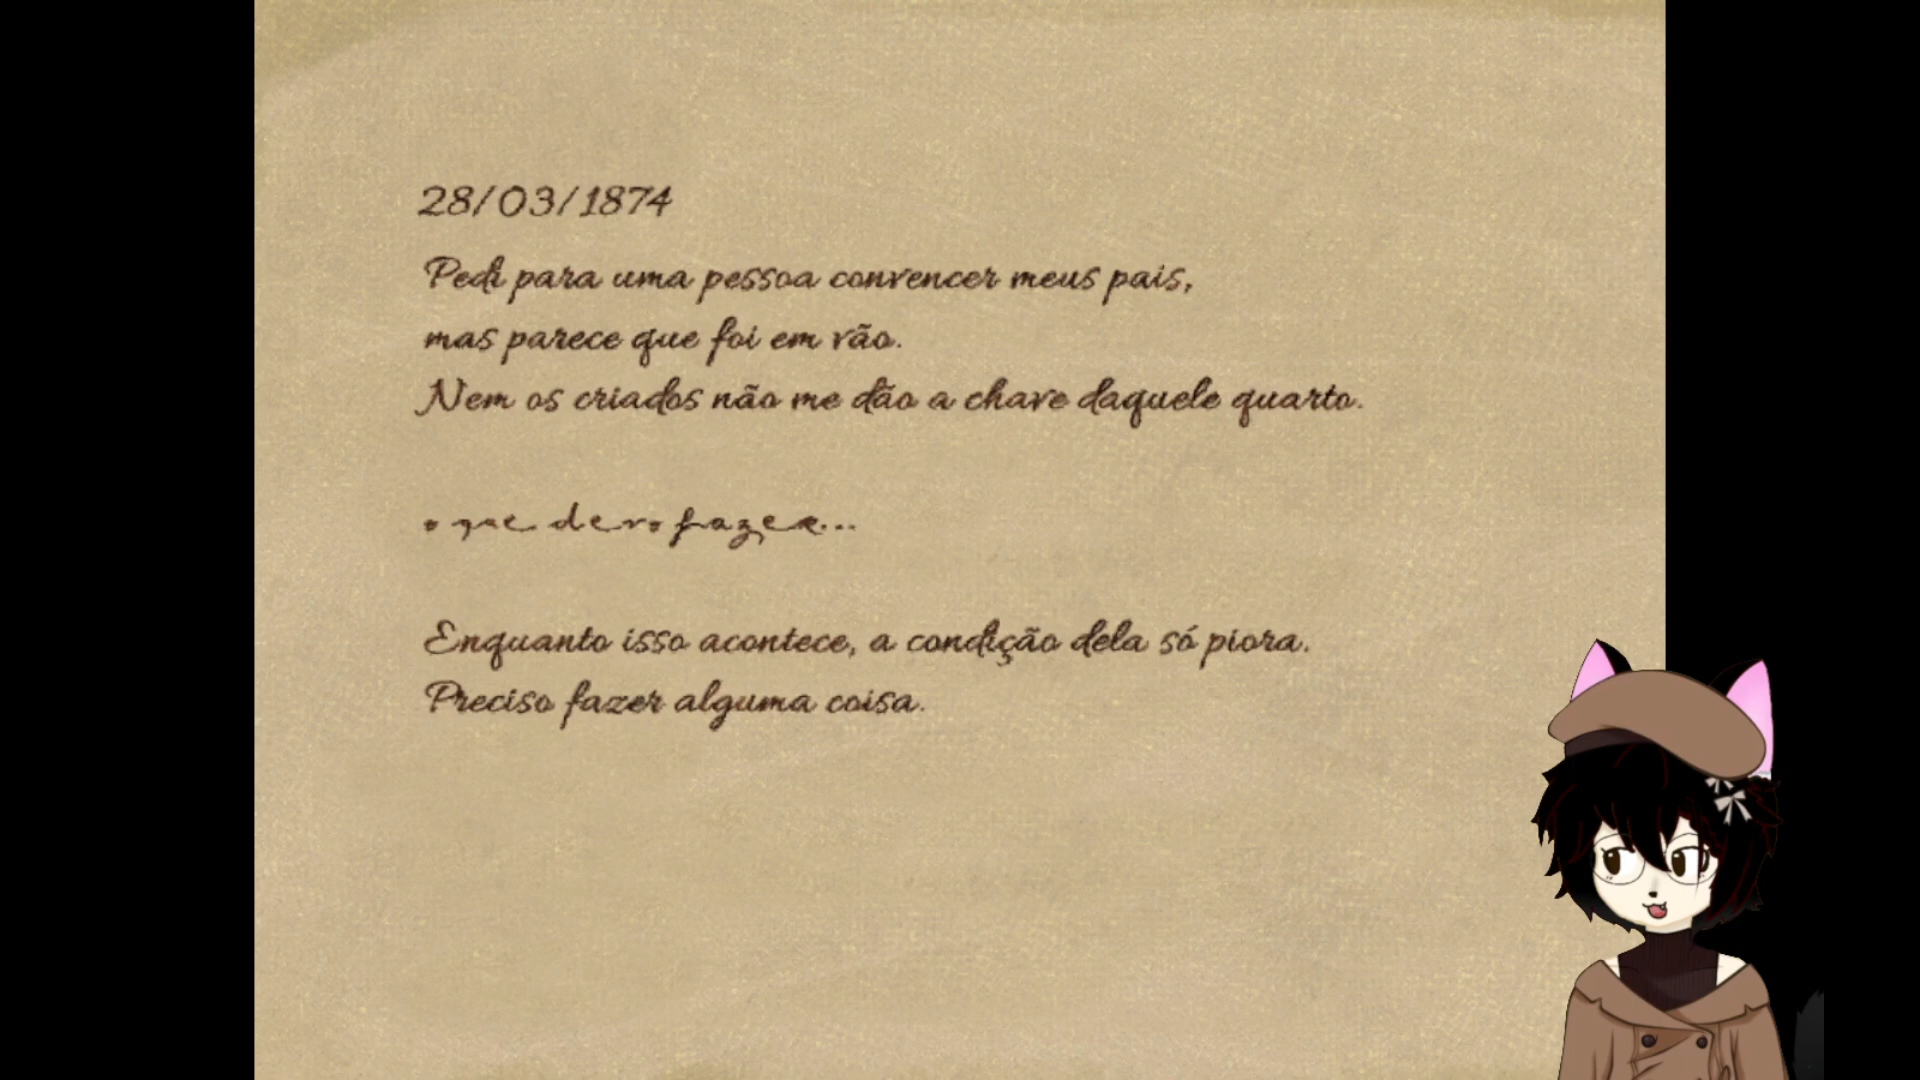 28/03/1874
Pedi para uma pessoa convencer meus pais,
mas parece que foi em vão.
Nem os criados não me dão a chave daquele quarto.
o que devo fazer...
Enquanto isso acontece, a condição dela só piora.
Preciso fazer alguma coisa.